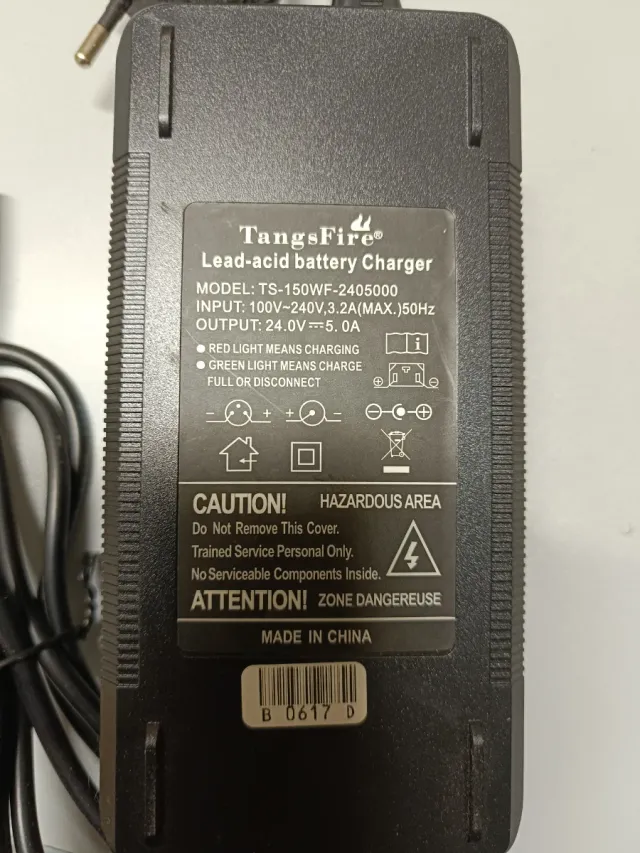 TangsFire®
Lead-acid battery Charger
MODEL: TS-150WF-2405000
INPUT: 100V~240V,3.2A(MAX.)50Hz
OUTPUT: 24.0V⎓5.0A
● RED LIGHT MEANS CHARGING
● GREEN LIGHT MEANS CHARGE
FULL OR DISCONNECT
CAUTION! HAZARDOUS AREA
Do Not Remove This Cover.
Trained Service Personal Only.
No Serviceable Components Inside.
ATTENTION! ZONE DANGEREUSE
MADE IN CHINA
B 0617 D